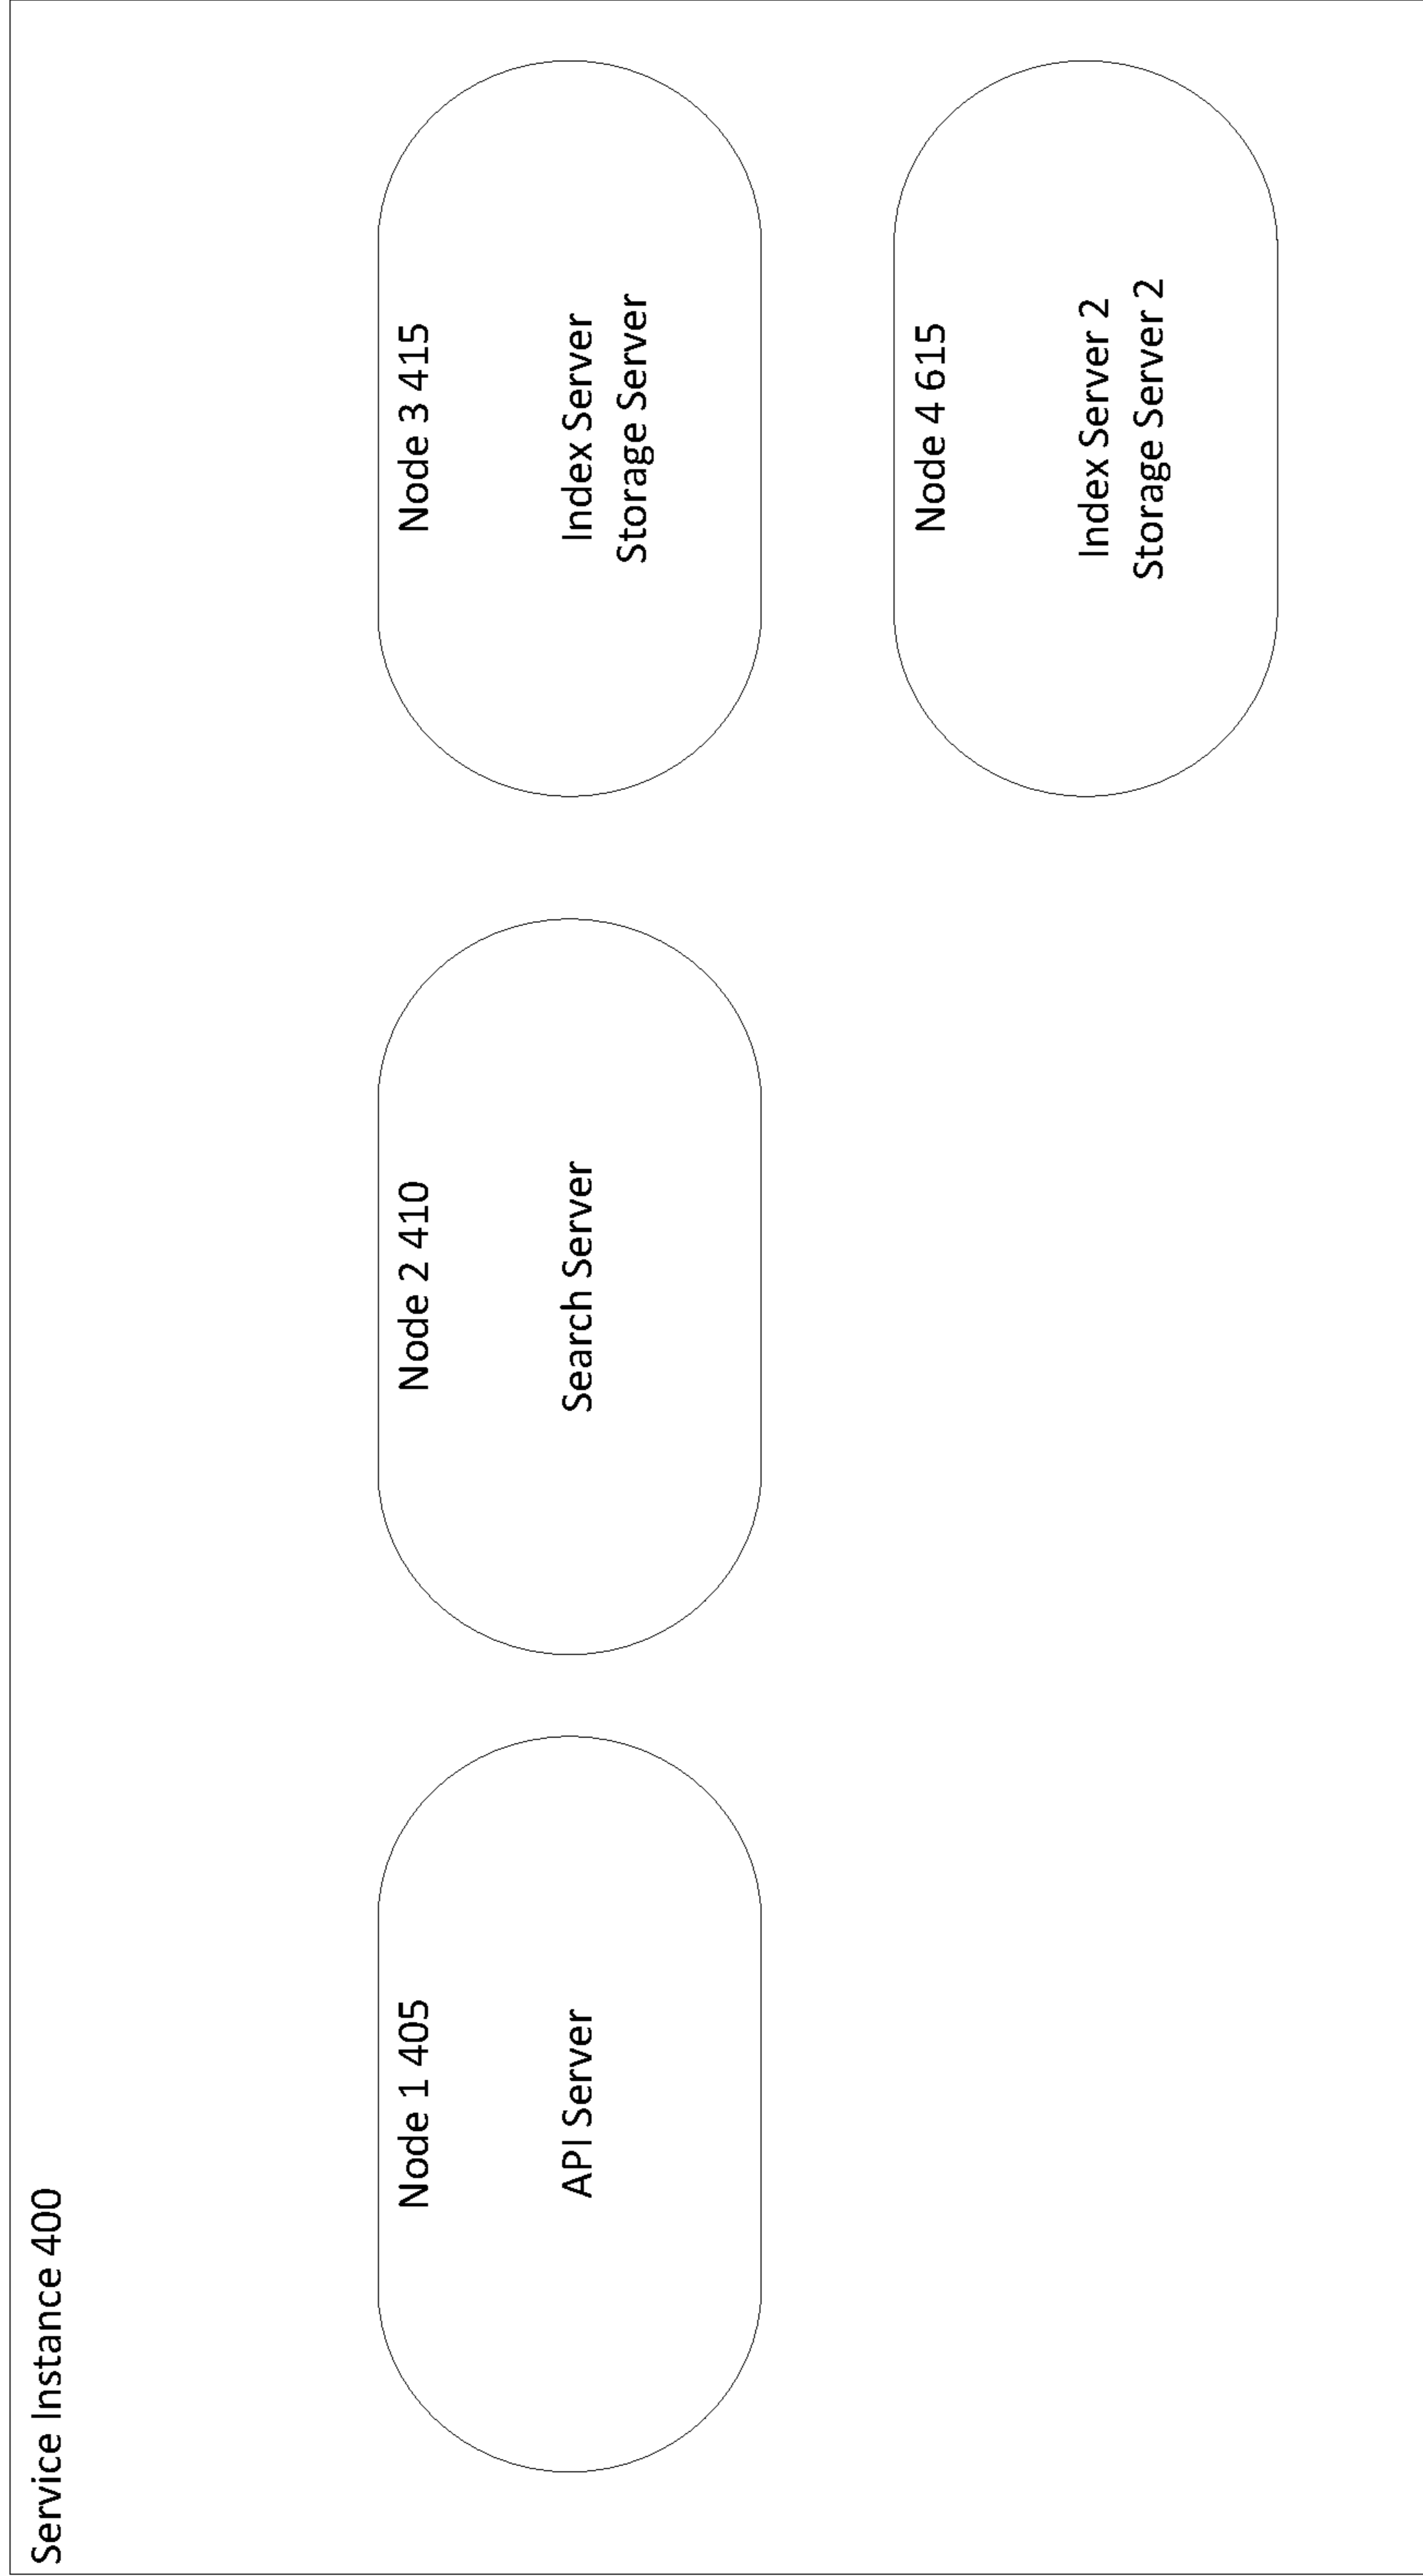 Service Instance 400
Node 1 405
API Server
Node 2 410
Search Server
Node 3 415
Index Server
Storage Server
Node 4 615
Index Server 2
Storage Server 2